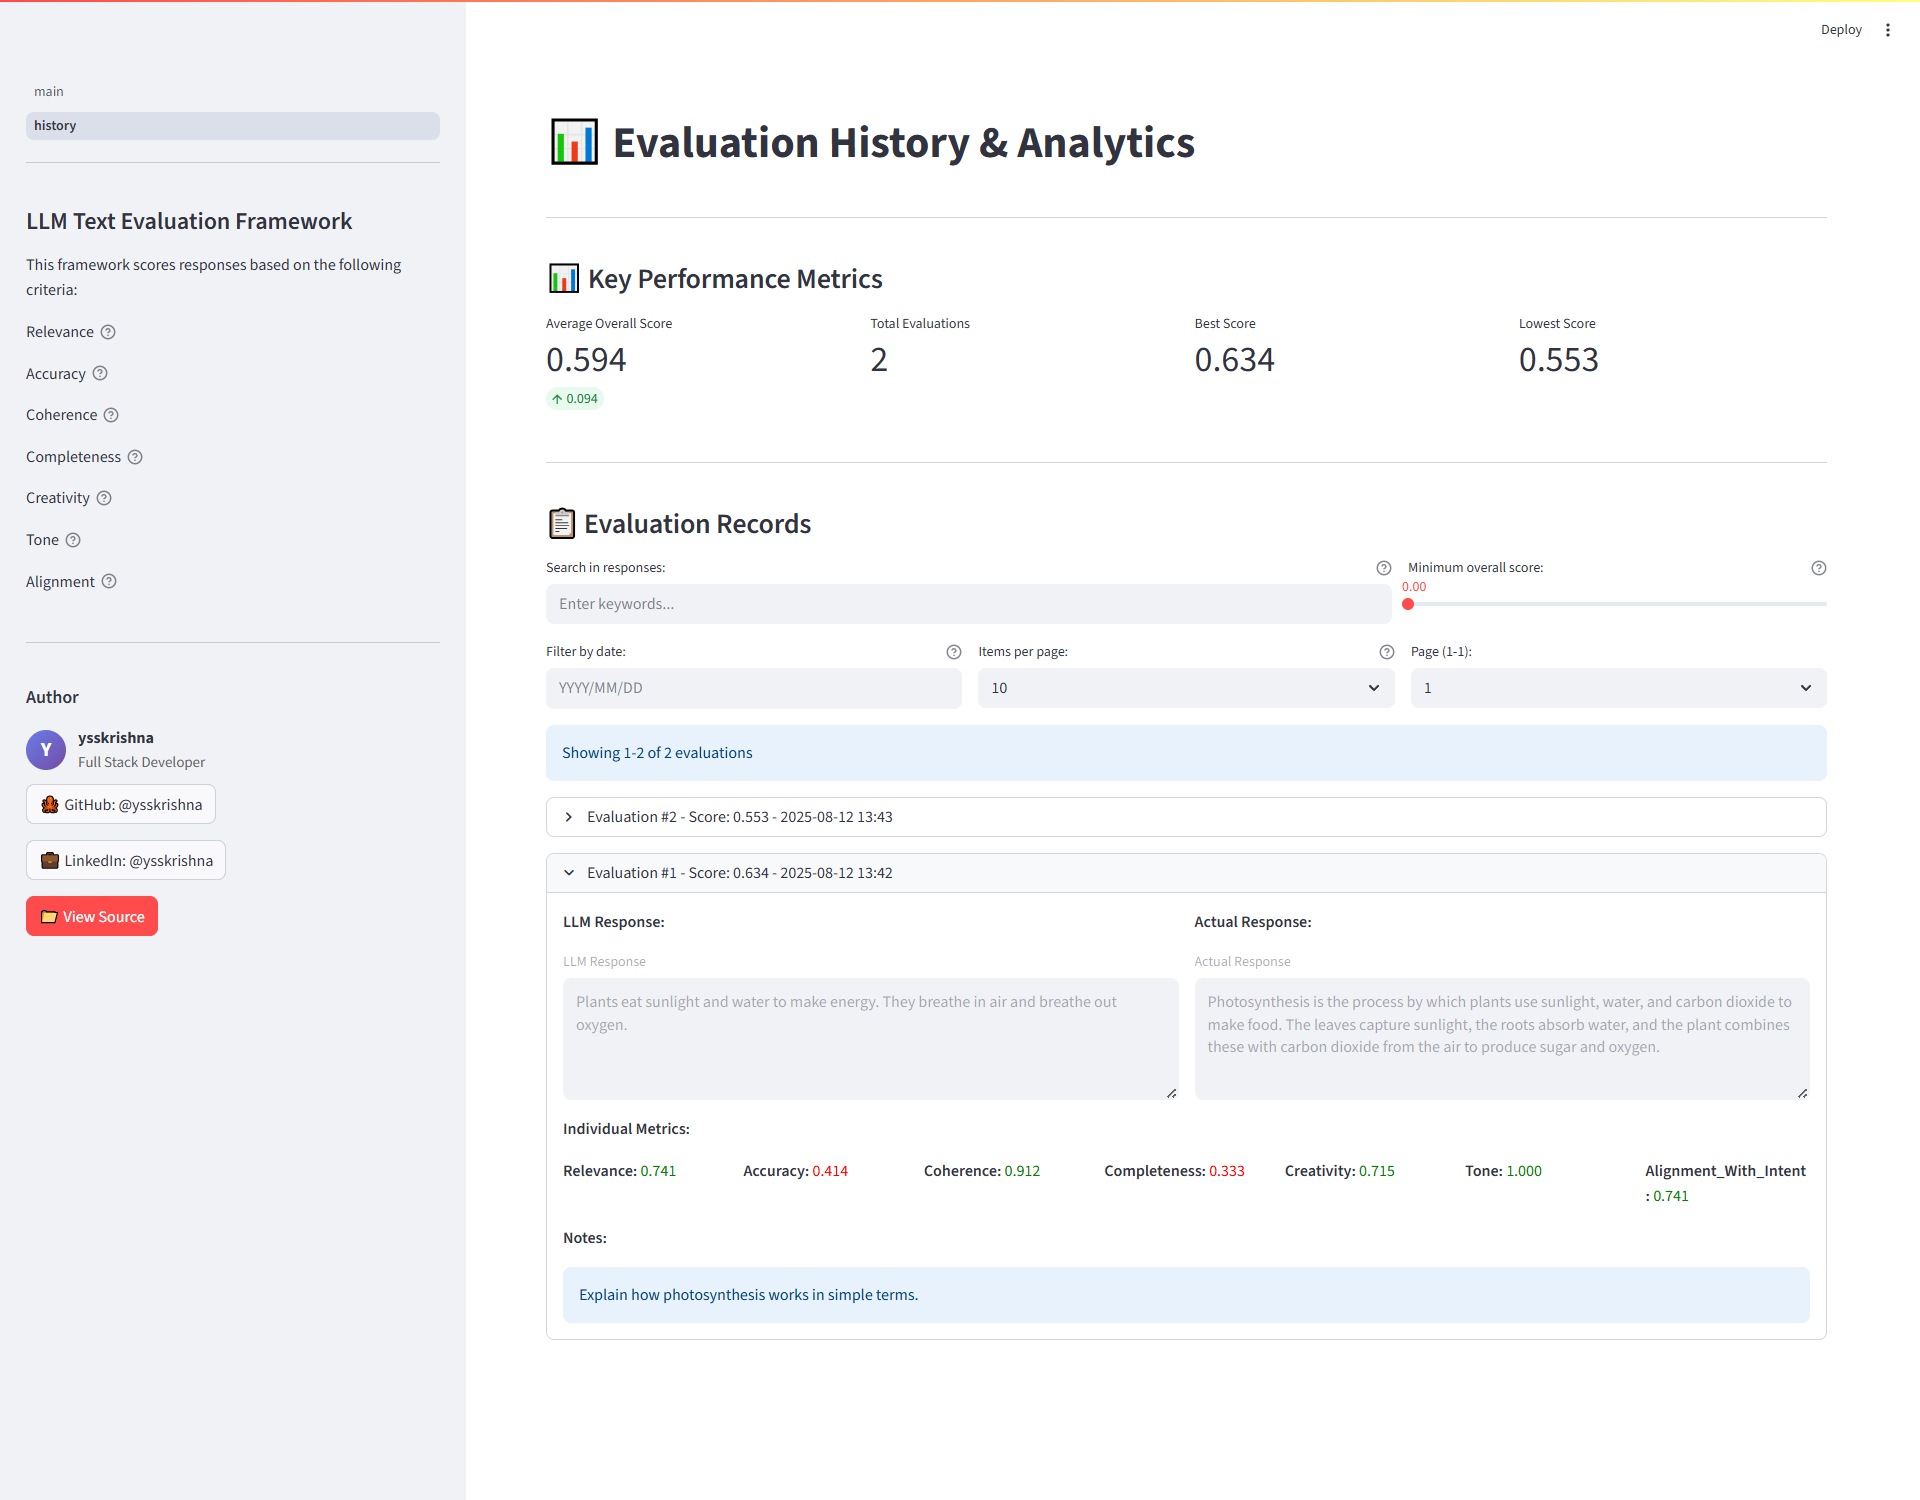 Deploy
main
history
LLM Text Evaluation Framework
This framework scores responses based on the following
criteria:
Relevance
Accuracy
Coherence
Completeness
Creativity
Tone
Alignment
Author
Y
ysskrishna
Full Stack Developer
GitHub: @ysskrishna
LinkedIn: @ysskrishna
View Source
Evaluation History & Analytics
Key Performance Metrics
Average Overall Score
0.594
↑ 0.094
Total Evaluations
2
Best Score
0.634
Lowest Score
0.553
Evaluation Records
Search in responses:
Enter keywords...
Minimum overall score:
0.00
Filter by date:
YYYY/MM/DD
Items per page:
10
Page (1-1):
1
Showing 1-2 of 2 evaluations
Evaluation #2 - Score: 0.553 - 2025-08-12 13:43
Evaluation #1 - Score: 0.634 - 2025-08-12 13:42
LLM Response:
LLM Response
Plants eat sunlight and water to make energy. They breathe in air and breathe out
oxygen.
Actual Response:
Actual Response
Photosynthesis is the process by which plants use sunlight, water, and carbon dioxide to
make food. The leaves capture sunlight, the roots absorb water, and the plant combines
these with carbon dioxide from the air to produce sugar and oxygen.
Individual Metrics:
Relevance: 0.741
Accuracy: 0.414
Coherence: 0.912
Completeness: 0.333
Creativity: 0.715
Tone: 1.000
Alignment_With_Intent
: 0.741
Notes:
Explain how photosynthesis works in simple terms.